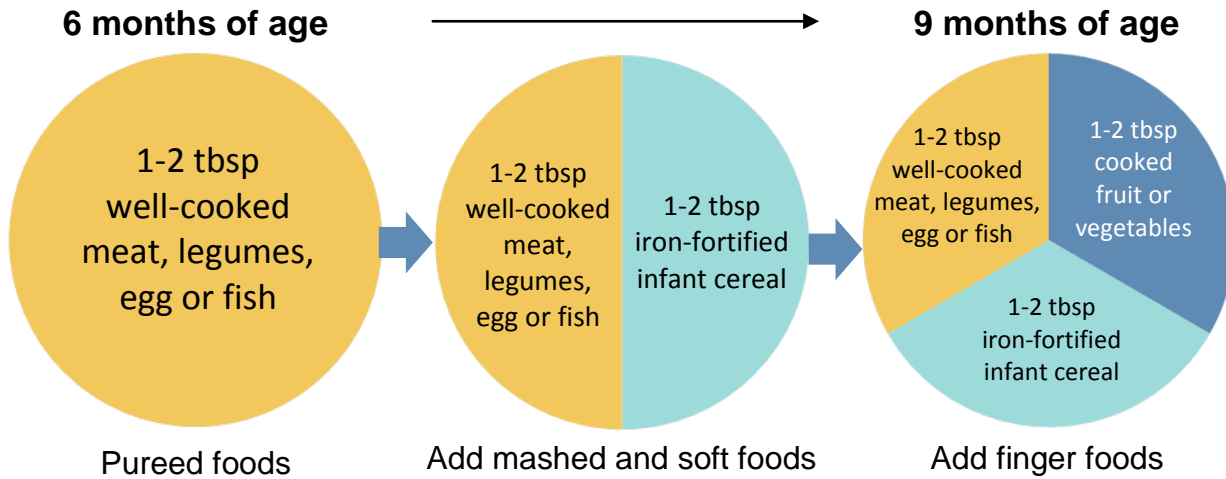 6 months of age
9 months of age
1-2 tbsp
well-cooked
meat, legumes,
egg or fish
1-2 tbsp
well-cooked
meat,
legumes,
egg or fish
1-2 tbsp
iron-fortified
infant cereal
1-2 tbsp
well-cooked
meat, legumes,
egg or fish
1-2 tbsp
cooked
fruit or
vegetables
1-2 tbsp
iron-fortified
infant cereal
Pureed foods
Add mashed and soft foods
Add finger foods